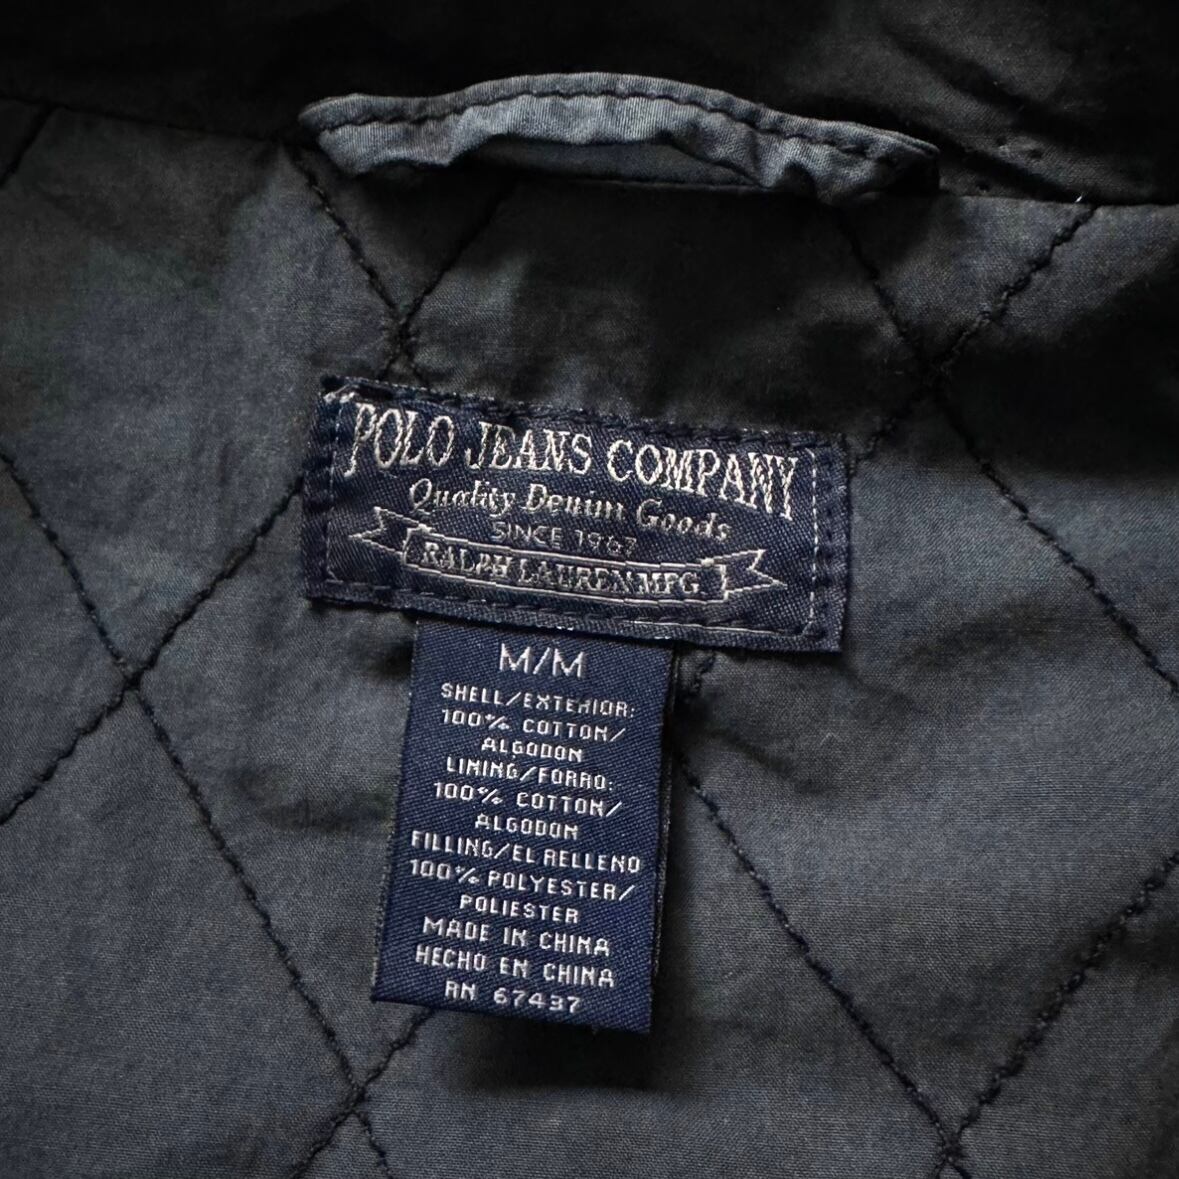 POLO JEANS COMPANY
Quality Denim Goods
SINCE 1967
RALPH LAUREN MFG.
M/M
SHELL/EXTERIOR:
100% COTTON/
ALGODON
LINING/FORRO:
100% COTTON/
ALGODON
FILLING/EL RELLENO
100% POLYESTER/
POLIESTER
MADE IN CHINA
HECHO EN CHINA
RN 67437